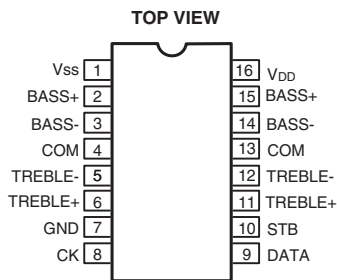 TOP VIEW
Vss 1 16 VDD
BASS+ 2 15 BASS+
BASS- 3 14 BASS-
COM 4 13 COM
TREBLE- 5 12 TREBLE-
TREBLE+ 6 11 TREBLE+
GND 7 10 STB
CK 8 9 DATA